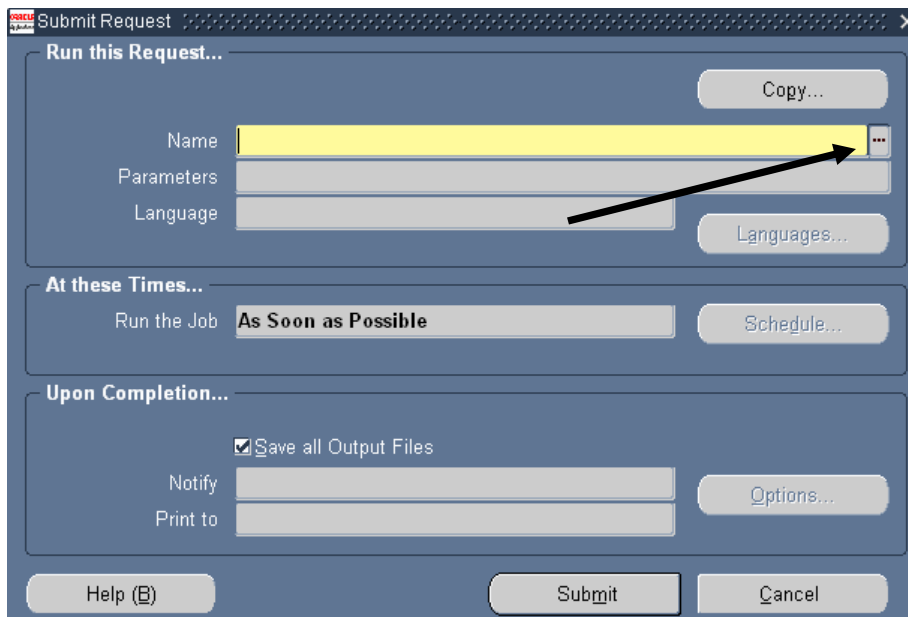 ORACLE
Submit Request
Run this Request...
Copy...
Name
...
Parameters
Language
Languages...
At these Times...
Run the Job As Soon as Possible
Schedule...
Upon Completion...
Save all Output Files
Notify
Options...
Print to
Help (B)
Submit
Cancel